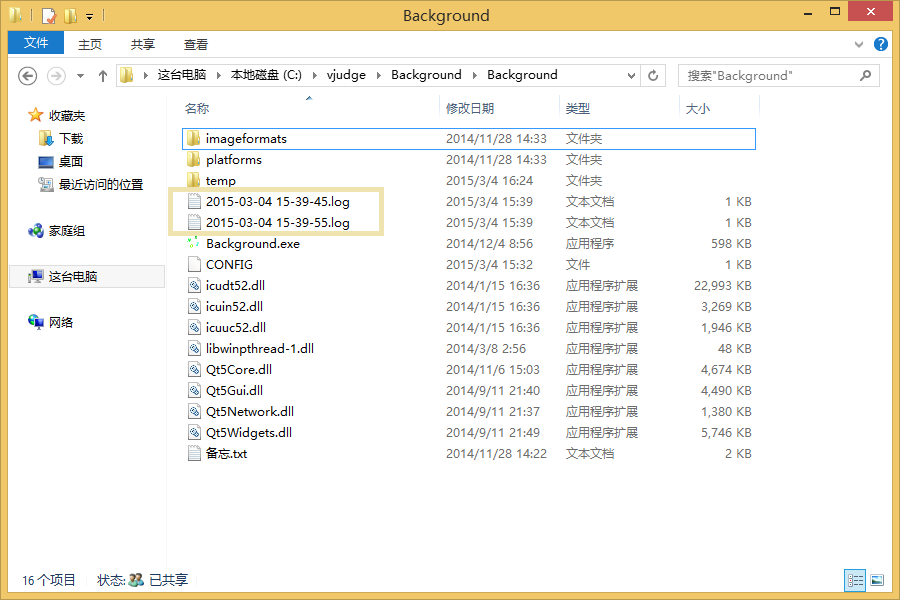 Background
文件 主页 共享 查看
这台电脑 本地磁盘 (C:) vjudge Background Background 搜索"Background"
收藏夹
下载
桌面
最近访问的位置
家庭组
这台电脑
网络
名称 修改日期 类型 大小
imageformats 2014/11/28 14:33 文件夹
platforms 2014/11/28 14:33 文件夹
temp 2015/3/4 16:24 文件夹
2015-03-04 15-39-45.log 2015/3/4 15:39 文本文档 1 KB
2015-03-04 15-39-55.log 2015/3/4 15:39 文本文档 1 KB
Background.exe 2014/12/4 8:56 应用程序 598 KB
CONFIG 2015/3/4 15:32 文件 1 KB
icudt52.dll 2014/1/15 16:36 应用程序扩展 22,993 KB
icuin52.dll 2014/1/15 16:36 应用程序扩展 3,269 KB
icuuc52.dll 2014/1/15 16:36 应用程序扩展 1,946 KB
libwinpthread-1.dll 2014/3/8 2:56 应用程序扩展 48 KB
Qt5Core.dll 2014/11/6 15:03 应用程序扩展 4,674 KB
Qt5Gui.dll 2014/9/11 21:40 应用程序扩展 4,490 KB
Qt5Network.dll 2014/9/11 21:37 应用程序扩展 1,380 KB
Qt5Widgets.dll 2014/9/11 21:49 应用程序扩展 5,746 KB
备忘.txt 2014/11/28 14:22 文本文档 2 KB
16 个项目 状态: 已共享